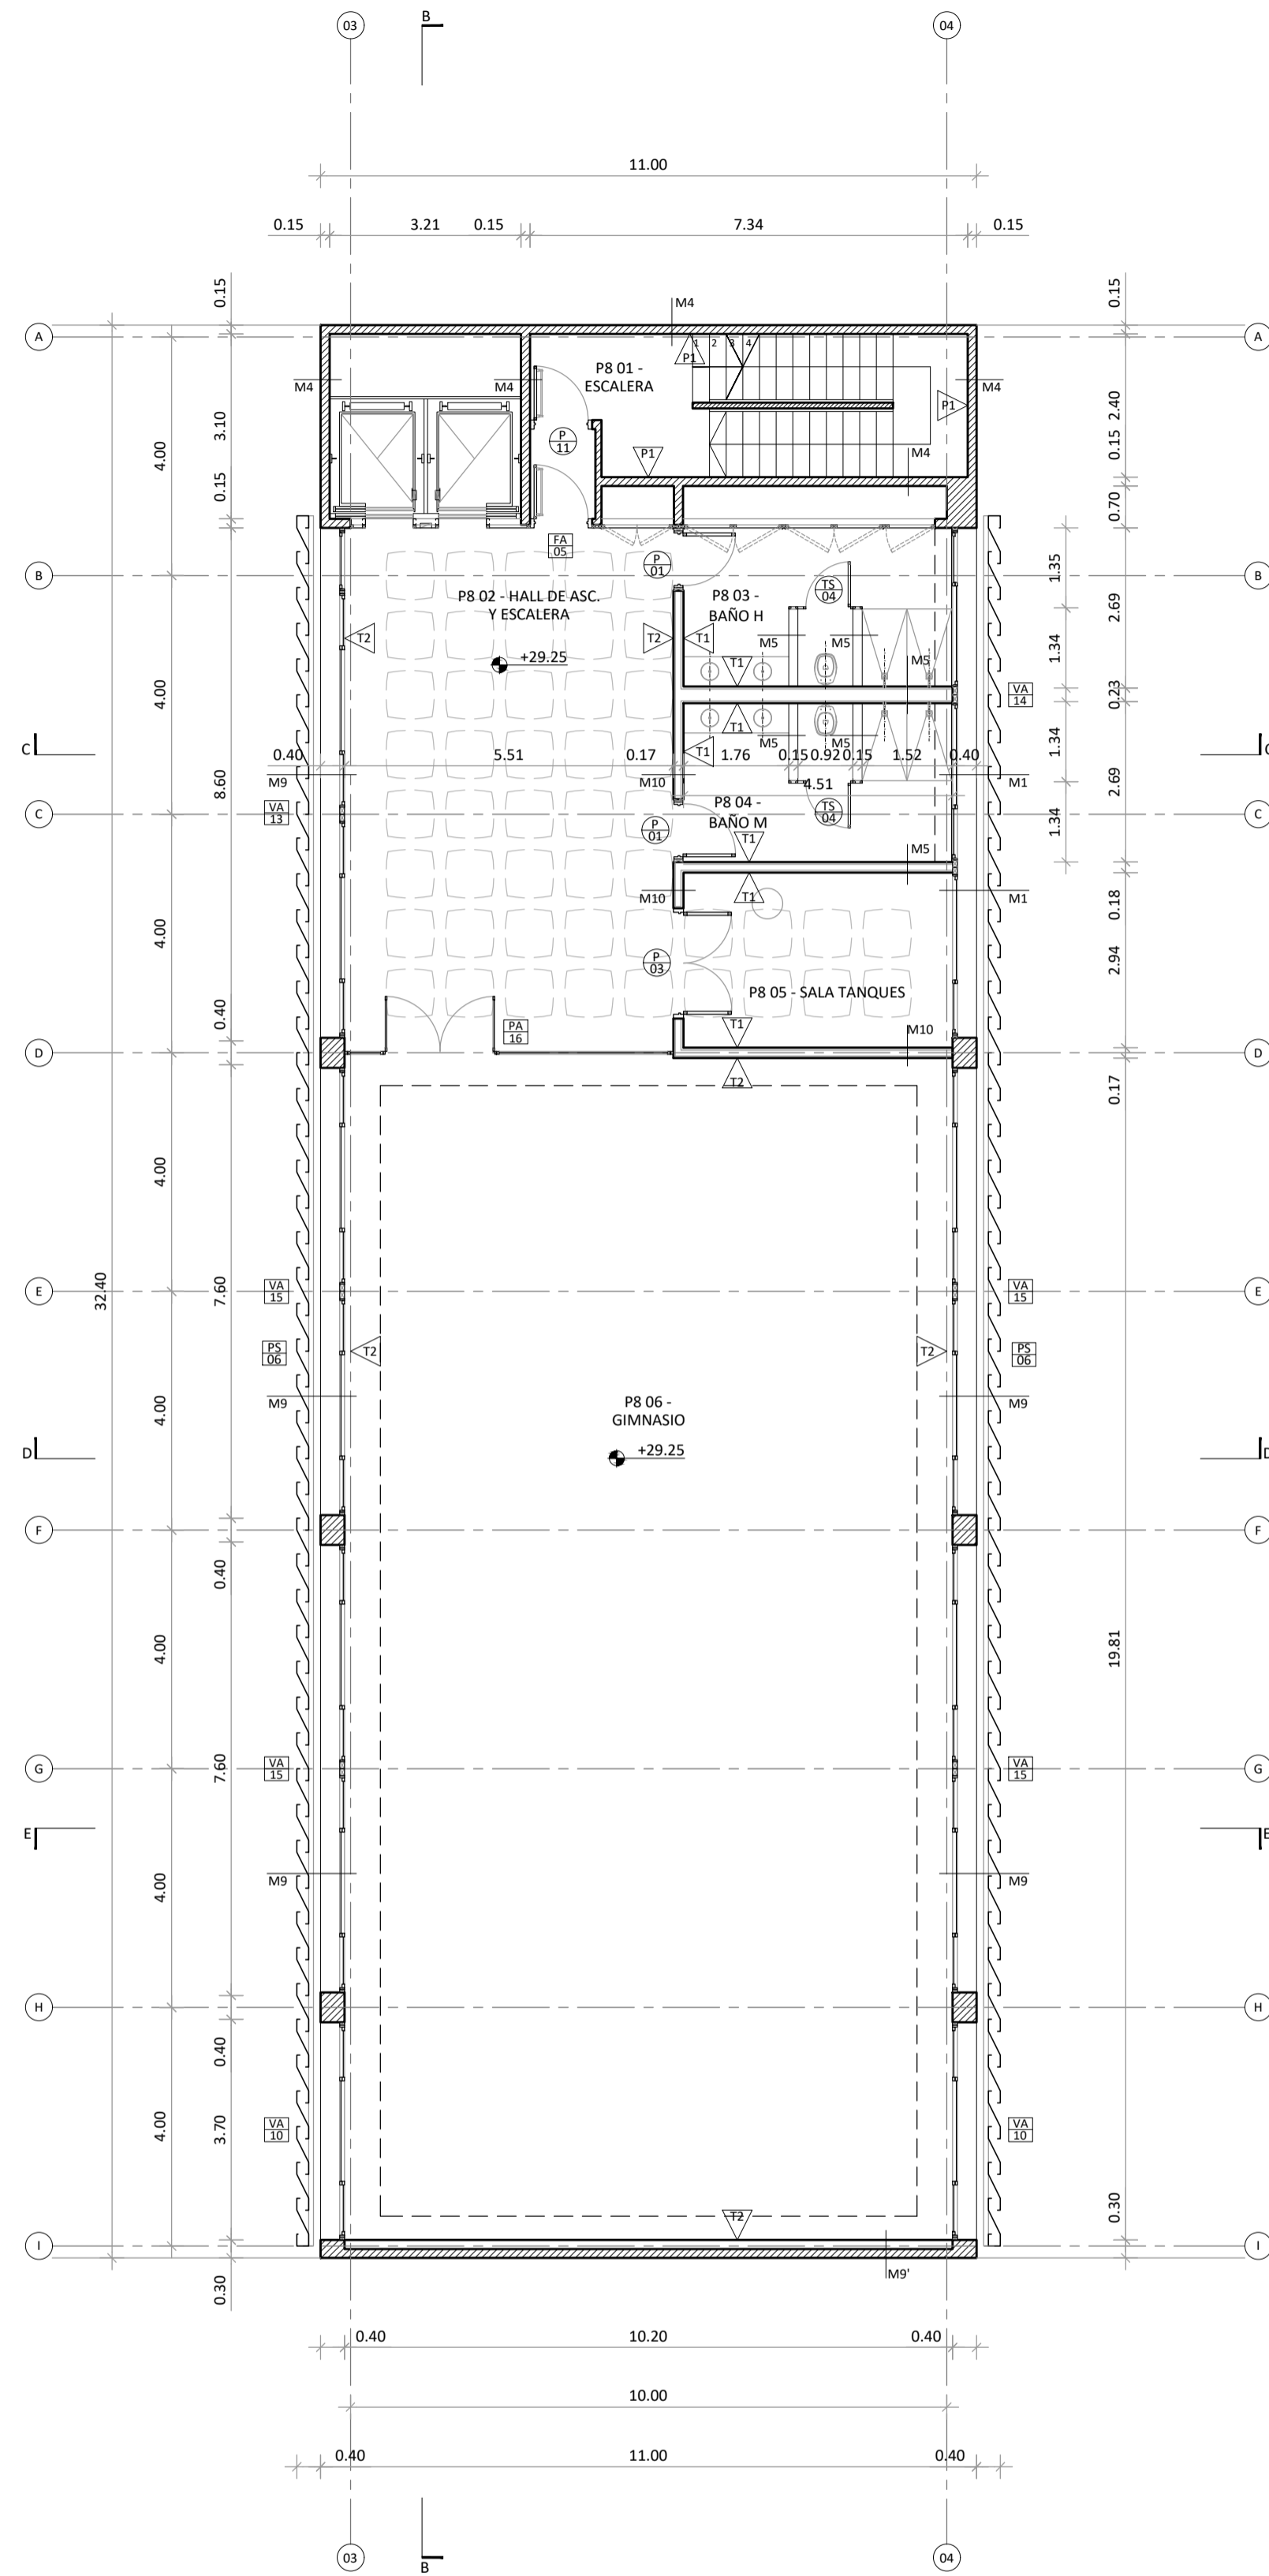 03
B
04
11.00
0.15
3.21
0.15
7.34
0.15
0.15
0.15
M4
A
A
P8 01 -
ESCALERA
1
2
3
4
P1
M4
M4
M4
P1
3.10
4.00
2.40
P
11
P1
M4
0.15
0.15
0.70
FA
05
P
01
1.35
B
B
P8 02 - HALL DE ASC.
Y ESCALERA
P8 03 -
BAÑO H
TS
04
2.69
T2
T2
T1
M5
M5
1.34
+29.25
T1
M5
4.00
VA
14
0.23
T1
C
C
T1
M5
M5
1.34
0.40
5.51
0.17
1.76
0.15
0.92
0.15
1.52
0.40
8.60
M9
M10
4.51
M1
2.69
VA
13
C
C
P8 04 -
BAÑO M
TS
04
P
01
1.34
T1
M5
M10
T1
M1
0.18
4.00
P
03
2.94
P8 05 - SALA TANQUES
0.40
PA
16
T1
M10
D
D
T2
0.17
4.00
32.40
E
7.60
VA
15
VA
15
E
PS
06
T2
T2
PS
06
M9
M9
4.00
P8 06 -
GIMNASIO
D
+29.25
D
F
F
0.40
4.00
19.81
G
7.60
VA
15
VA
15
G
E
E
M9
M9
4.00
H
H
0.40
4.00
3.70
VA
10
VA
10
T2
0.30
I
I
M9'
0.30
0.40
10.20
0.40
10.00
0.40
11.00
0.40
03
B
04